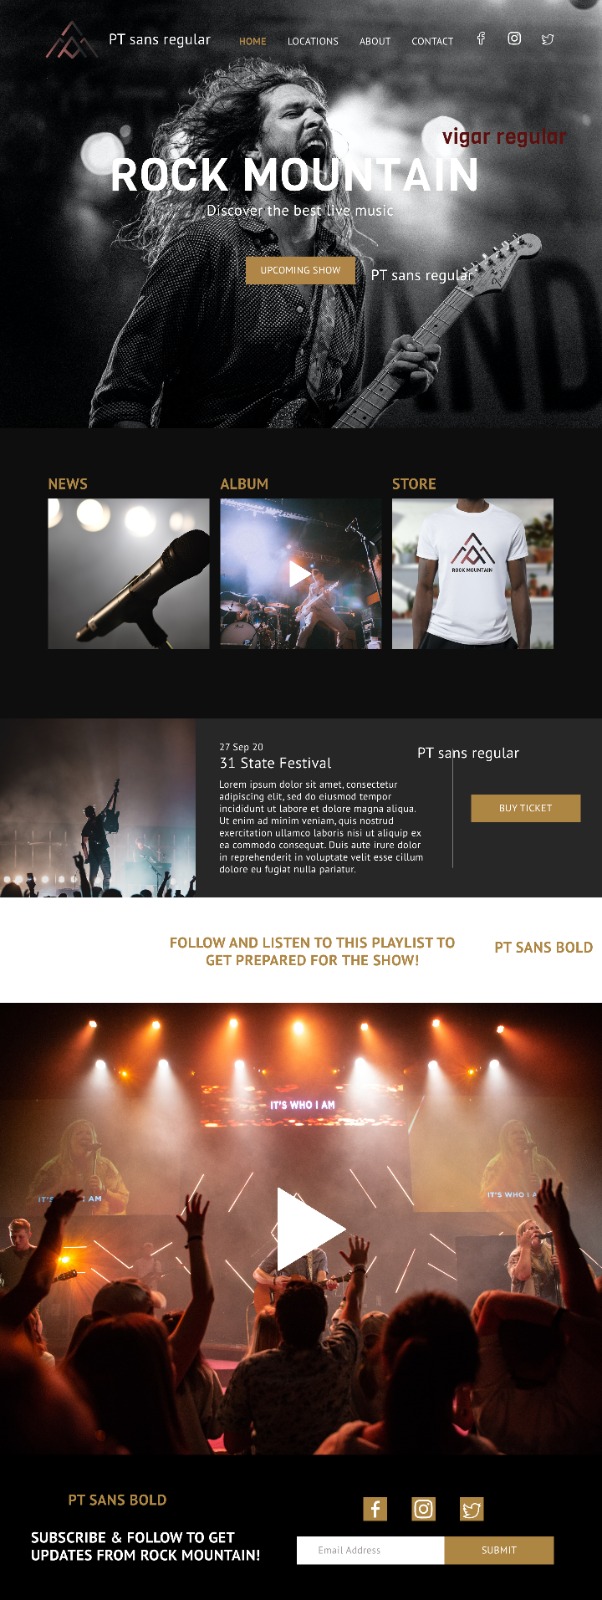 PT sans regular
HOME LOCATIONS ABOUT CONTACT
vigar regular
ROCK MOUNTAIN
Discover the best live music
UPCOMING SHOW
PT sans regular
AND
NEWS
ALBUM
STORE
ROCK MOUNTAIN
27 Sep 20
31 State Festival
PT sans regular
Lorem ipsum dolor sit amet, consectetur
adipiscing elit, sed do eiusmod tempor
incididunt ut labore et dolore magna aliqua.
Ut enim ad minim veniam, quis nostrud
exercitation ullamco laboris nisi ut aliquip ex
ea commodo consequat. Duis aute irure dolor
in reprehenderit in voluptate velit esse cillum
dolore eu fugiat nulla pariatur.
BUY TICKET
FOLLOW AND LISTEN TO THIS PLAYLIST TO
GET PREPARED FOR THE SHOW!
PT SANS BOLD
IT'S WHO I AM
IT'S I AM
IT'S WHO I A
PT SANS BOLD
SUBSCRIBE & FOLLOW TO GET
UPDATES FROM ROCK MOUNTAIN!
Email Address
SUBMIT